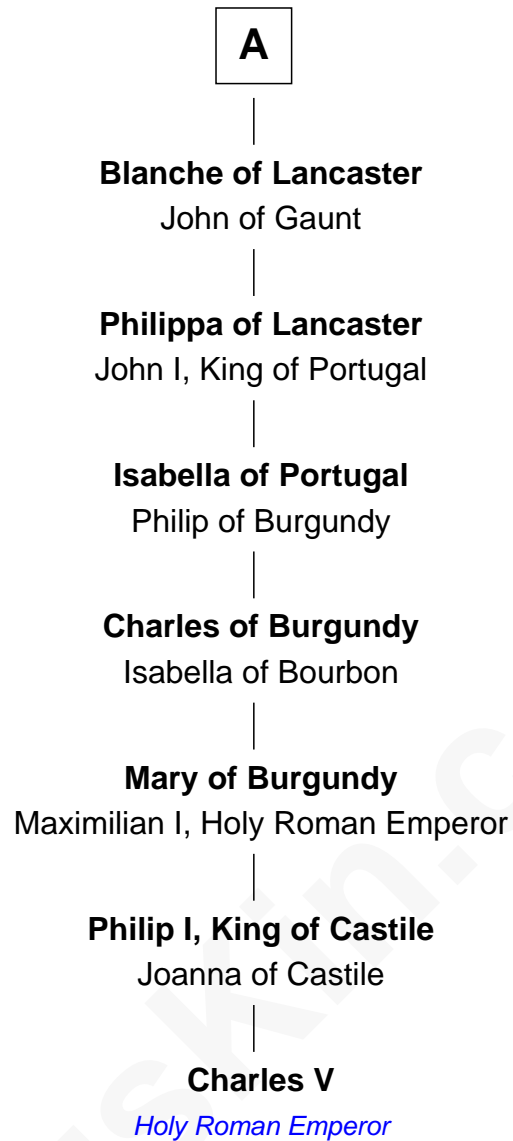 A
Blanche of Lancaster
John of Gaunt
Philippa of Lancaster
John I, King of Portugal
Isabella of Portugal
Philip of Burgundy
Charles of Burgundy
Isabella of Bourbon
Mary of Burgundy
Maximilian I, Holy Roman Emperor
Philip I, King of Castile
Joanna of Castile
Charles V
Holy Roman Emperor